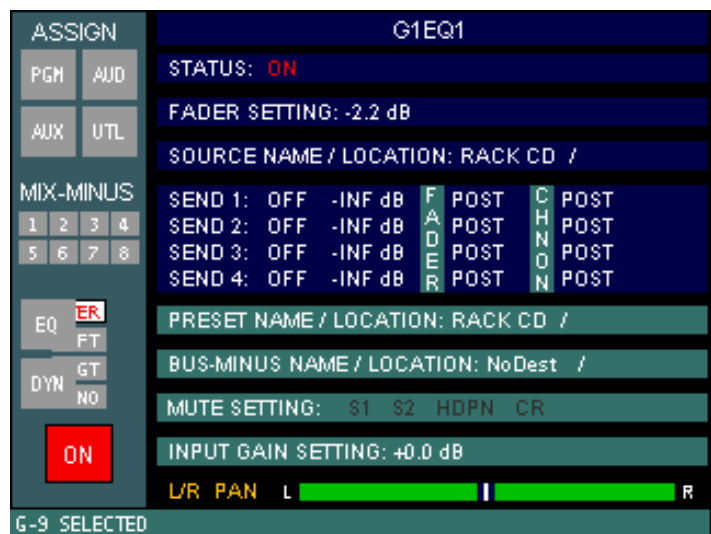 ASSIGN
PGM AUD
AUX UTL
MIX-MINUS
1 2 3 4
5 6 7 8
EQ ER
FT
DYN GT
NO
ON
G-9 SELECTED
G1EQ1
STATUS: ON
FADER SETTING: -2.2 dB
SOURCE NAME / LOCATION: RACK CD /
SEND 1: OFF -INF dB POST POST
SEND 2: OFF -INF dB POST POST
SEND 3: OFF -INF dB POST POST
SEND 4: OFF -INF dB POST POST
FADER
CHNON
PRESET NAME / LOCATION: RACK CD /
BUS-MINUS NAME / LOCATION: NoDest /
MUTE SETTING: S1 S2 HDPN CR
INPUT GAIN SETTING: +0.0 dB
L/R PAN L R